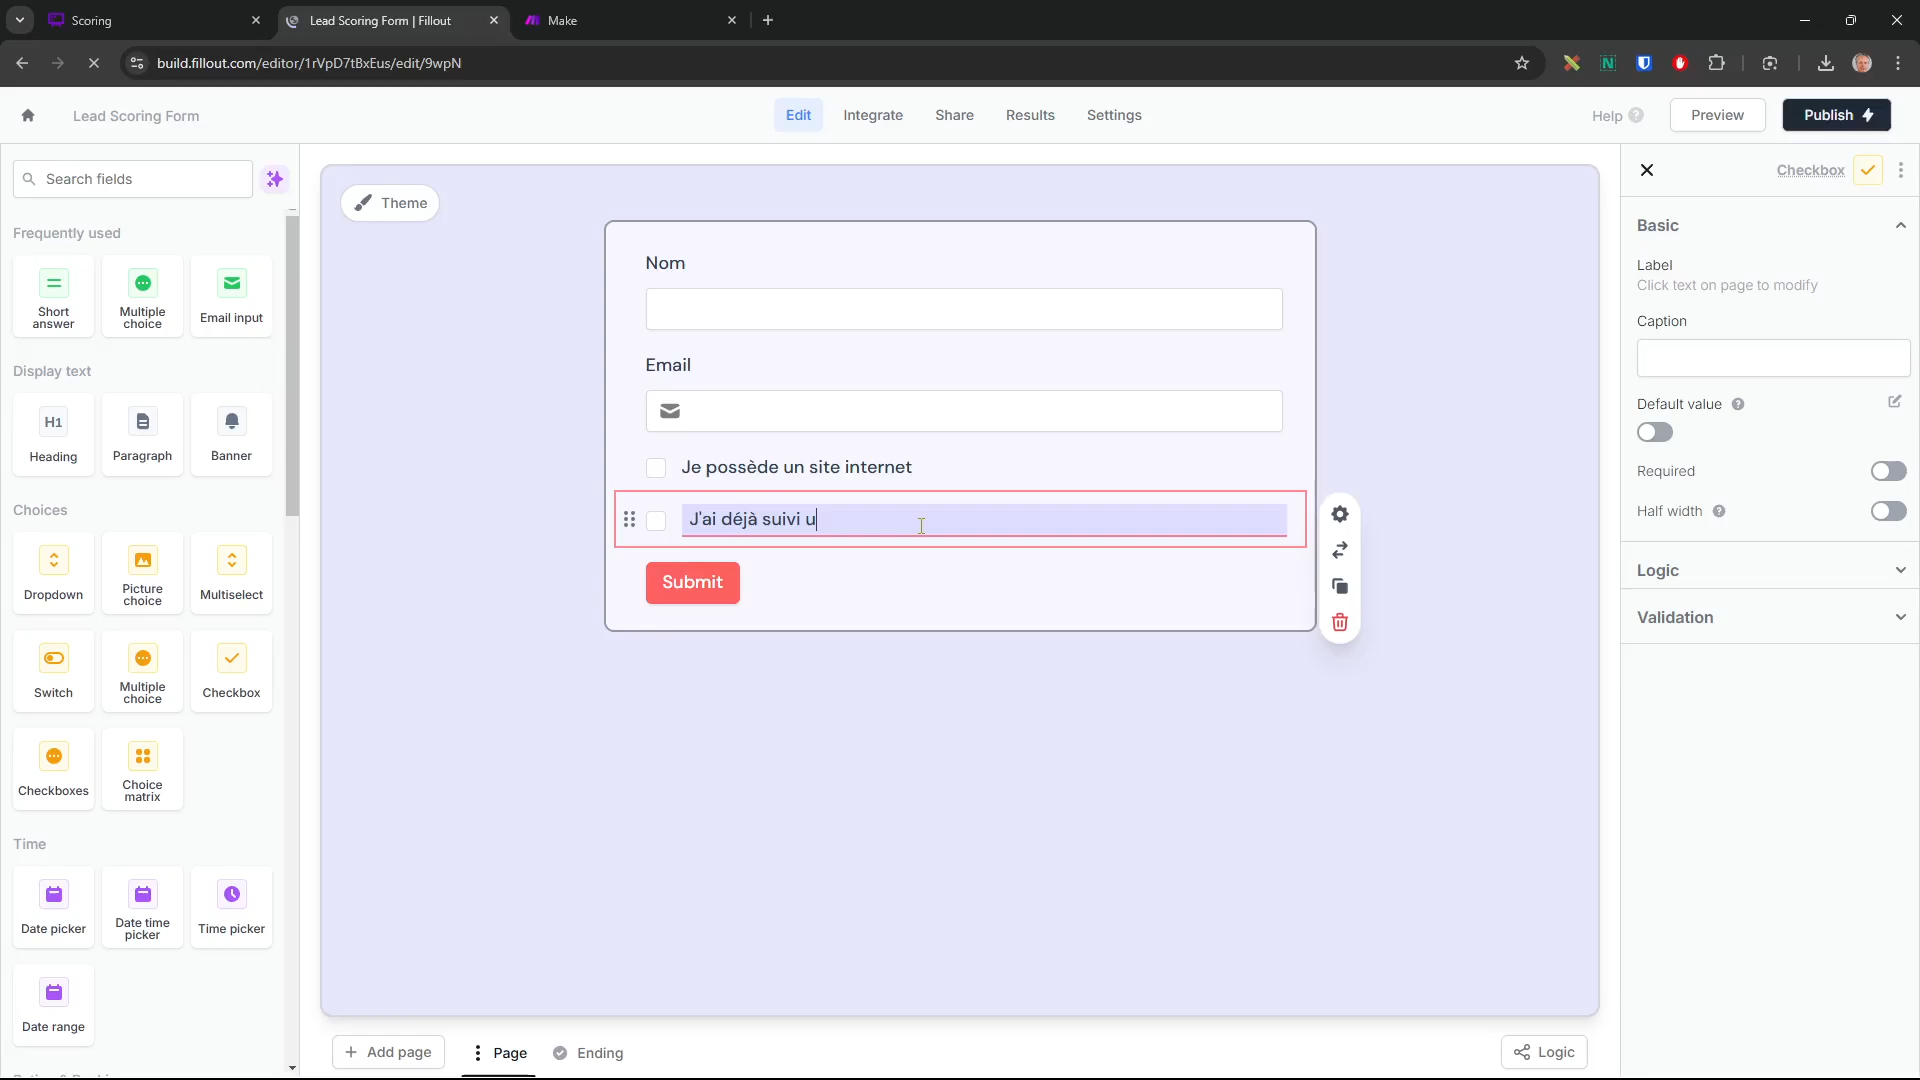 Scoring
Lead Scoring Form | Fillout
Make
build.fillout.com/editor/1rVpD7tBxEus/edit/9wpN
Lead Scoring Form
Edit
Integrate
Share
Results
Settings
Help
Preview
Publish
Search fields
Frequently used
Short answer
Multiple choice
Email input
Display text
H1
Heading
Paragraph
Banner
Choices
Dropdown
Picture choice
Multiselect
Switch
Multiple choice
Checkbox
Checkboxes
Choice matrix
Time
Date picker
Date time picker
Time picker
Date range
Theme
Nom
Email
Je possède un site internet
J'ai déjà suivi u
Submit
Add page
Page
Ending
Logic
Checkbox
Basic
Label
Click text on page to modify
Caption
Default value
Required
Half width
Logic
Validation